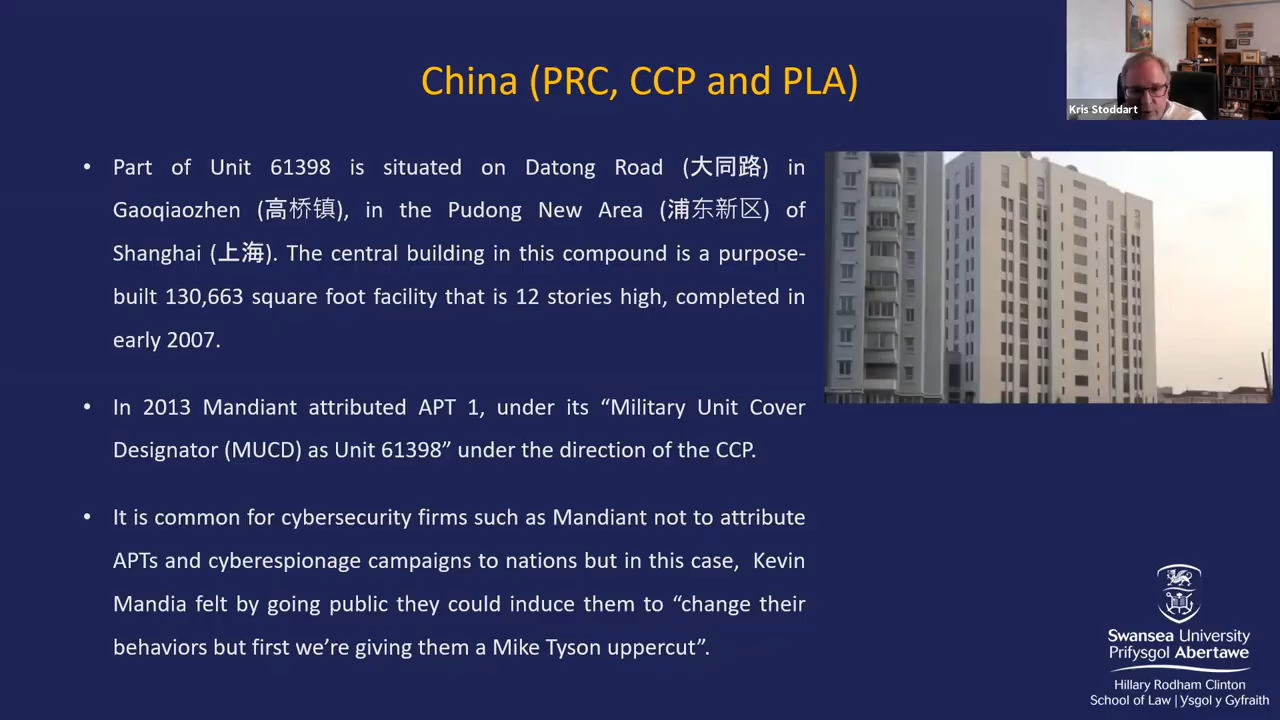 China (PRC, CCP and PLA)
Kris Stoddart
• Part of Unit 61398 is situated on Datong Road (大同路) in
Gaoqiaozhen (高桥镇), in the Pudong New Area (浦东新区) of
Shanghai (上海). The central building in this compound is a purpose-
built 130,663 square foot facility that is 12 stories high, completed in
early 2007.
• In 2013 Mandiant attributed APT 1, under its “Military Unit Cover
Designator (MUCD) as Unit 61398” under the direction of the CCP.
• It is common for cybersecurity firms such as Mandiant not to attribute
APTs and cyberespionage campaigns to nations but in this case, Kevin
Mandia felt by going public they could induce them to “change their
behaviors but first we’re giving them a Mike Tyson uppercut”.
Swansea University
Prifysgol Abertawe
Hillary Rodham Clinton
School of Law | Ysgol y Gyfraith